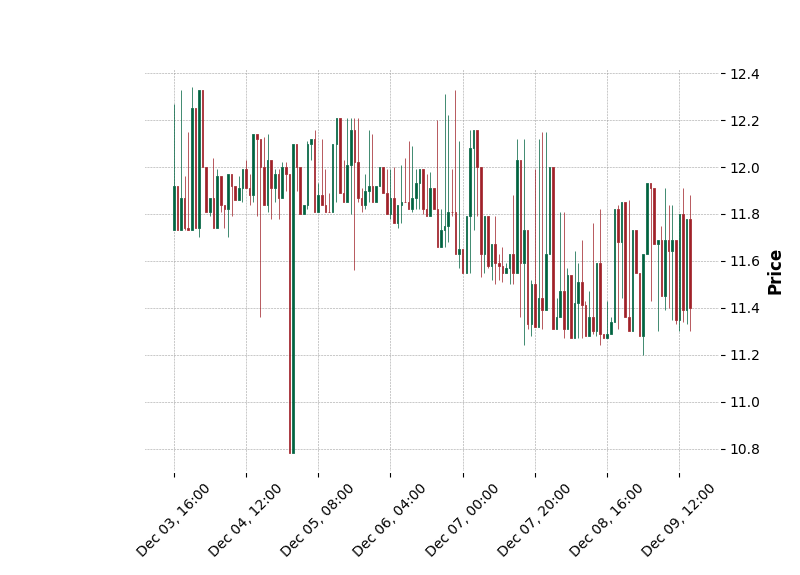 12.4
12.2
12.0
11.8
11.6
11.4
11.2
11.0
10.8
Price
Dec 03, 16:00
Dec 04, 12:00
Dec 05, 08:00
Dec 06, 04:00
Dec 07, 00:00
Dec 07, 20:00
Dec 08, 16:00
Dec 09, 12:00